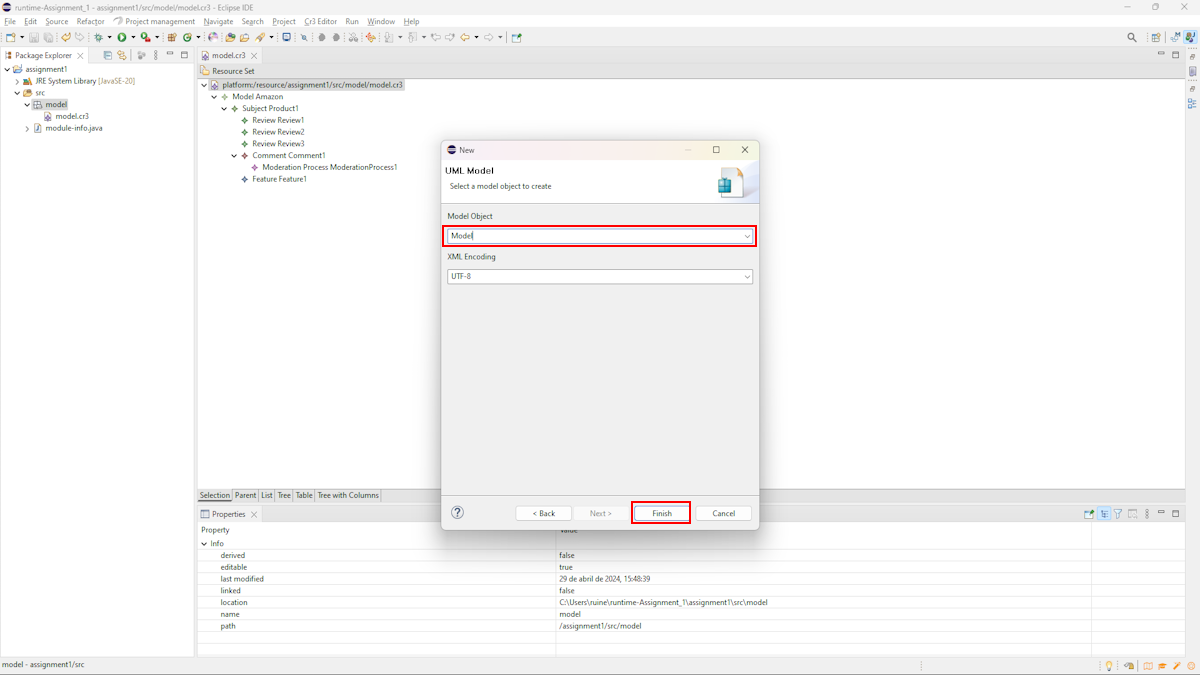 runtime-Assignment_1 - assignment1/src/model/model.cr3 - Eclipse IDE
File Edit Source Refactor Project management Navigate Search Project Cr3 Editor Run Window Help
Package Explorer
assignment1
JRE System Library [JavaSE-20]
src
model
model.cr3
module-info.java
model.cr3
Resource Set
platform:/resource/assignment1/src/model/model.cr3
Model Amazon
Subject Product1
Review Review1
Review Review2
Review Review3
Comment Comment1
Moderation Process ModerationProcess1
Feature Feature1
New
UML Model
Select a model object to create
Model Object
Model
XML Encoding
UTF-8
< Back Next > Finish Cancel
Selection Parent List Tree Table Tree with Columns
Properties
Property Value
Info
derived false
editable true
last modified 29 de abril de 2024, 15:48:39
linked false
location C:\Users\ruine\runtime-Assignment_1\assignment1\src\model
name model
path /assignment1/src/model
model - assignment1/src